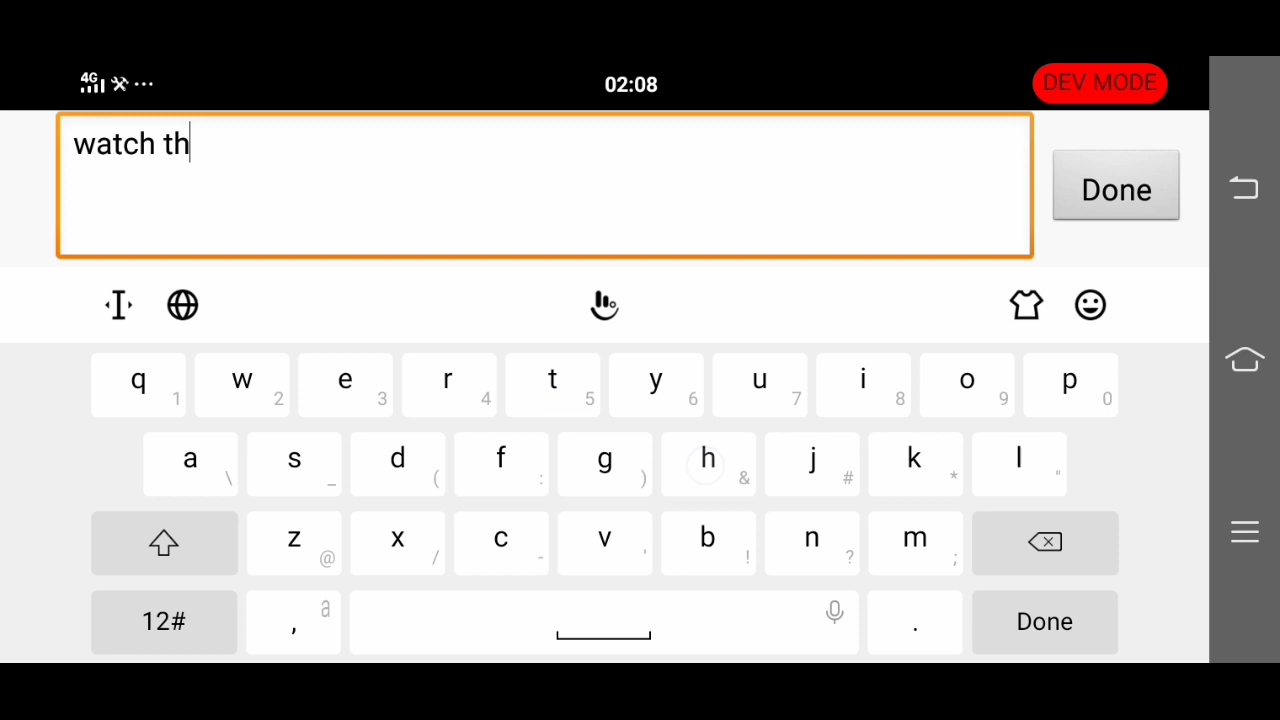 4G 02:08 DEV MODE
watch th
Done
q 1 w 2 e 3 r 4 t 5 y 6 u 7 i 8 o 9 p 0
a \ s _ d ( f : g ) h & j # k * l "
z @ x / c - v ' b ! n ? m ;
12# , a . Done